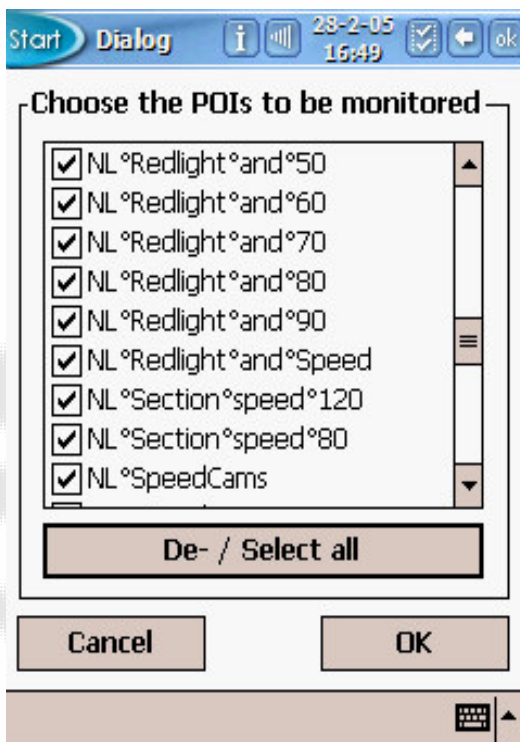 Start Dialog 28-2-05 16:49 ok
Choose the POIs to be monitored
NL°Redlight°and°50
NL°Redlight°and°60
NL°Redlight°and°70
NL°Redlight°and°80
NL°Redlight°and°90
NL°Redlight°and°Speed
NL°Section°speed°120
NL°Section°speed°80
NL°SpeedCams
De- / Select all
Cancel OK